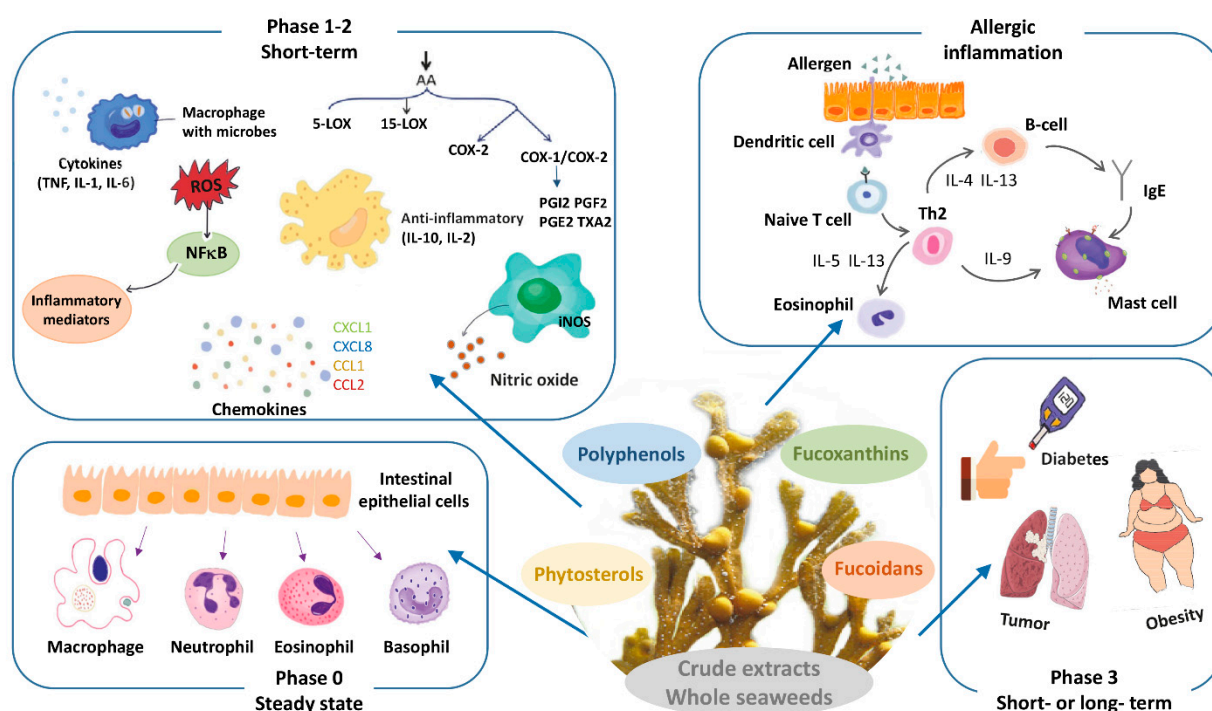 Phase 1-2
Short-term
AA
5-LOX
15-LOX
COX-2
COX-1/COX-2
PGI2 PGF2
PGE2 TXA2
Macrophage
with microbes
Cytokines
(TNF, IL-1, IL-6)
ROS
NFκB
Inflammatory
mediators
Anti-inflammatory
(IL-10, IL-2)
iNOS
Nitric oxide
CXCL1
CXCL8
CCL1
CCL2
Chemokines
Allergic
inflammation
Allergen
Dendritic cell
B-cell
IL-4 IL-13
IgE
Naive T cell
Th2
IL-5 IL-13
IL-9
Eosinophil
Mast cell
Intestinal
epithelial cells
Macrophage
Neutrophil
Eosinophil
Basophil
Phase 0
Steady state
Polyphenols
Fucoxanthins
Phytosterols
Fucoidans
Crude extracts
Whole seaweeds
120
Diabetes
Tumor
Obesity
Phase 3
Short- or long- term